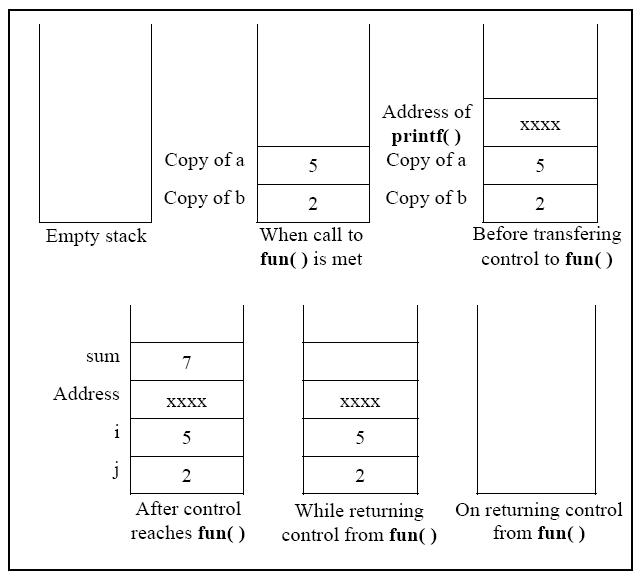 Address of
printf( )
xxxx
Copy of a
5
Copy of a
5
Copy of b
2
Copy of b
2
Empty stack
When call to
fun( ) is met
Before transfering
control to fun( )
sum
7
Address
xxxx
xxxx
i
5
5
j
2
2
After control
reaches fun( )
While returning
control from fun( )
On returning control
from fun( )